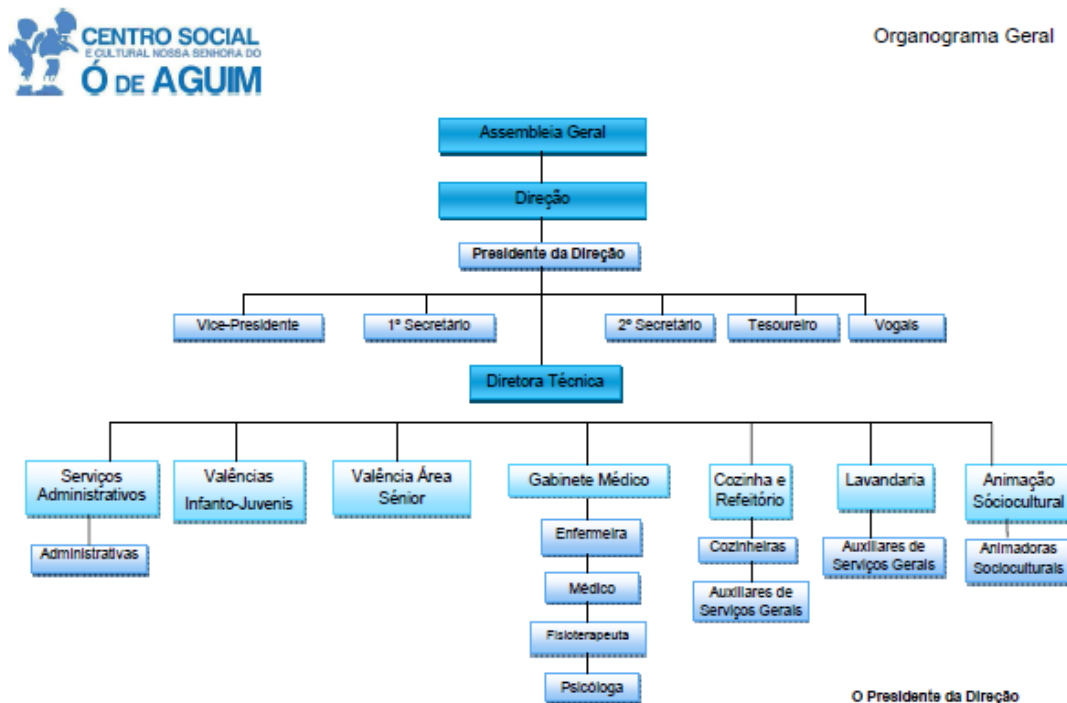 CENTRO SOCIAL
E CULTURAL NOSSA SENHORA DO
Ó DE AGUIM
Organograma Geral
Assembleia Geral
Direção
Presidente da Direção
Vice-Presidente
1º Secretário
2º Secretário
Tesoureiro
Vogais
Diretora Técnica
Serviços
Administrativos
Valências
Infanto-Juvenis
Valência Área
Sénior
Gabinete Médico
Cozinha e
Refeitório
Lavandaria
Animação
Sóciocultural
Administrativas
Enfermeira
Médico
Fisioterapeuta
Psicóloga
Cozinheiras
Auxiliares de
Serviços Gerais
Auxiliares de
Serviços Gerais
Animadoras
Socioculturais
O Presidente da Direção